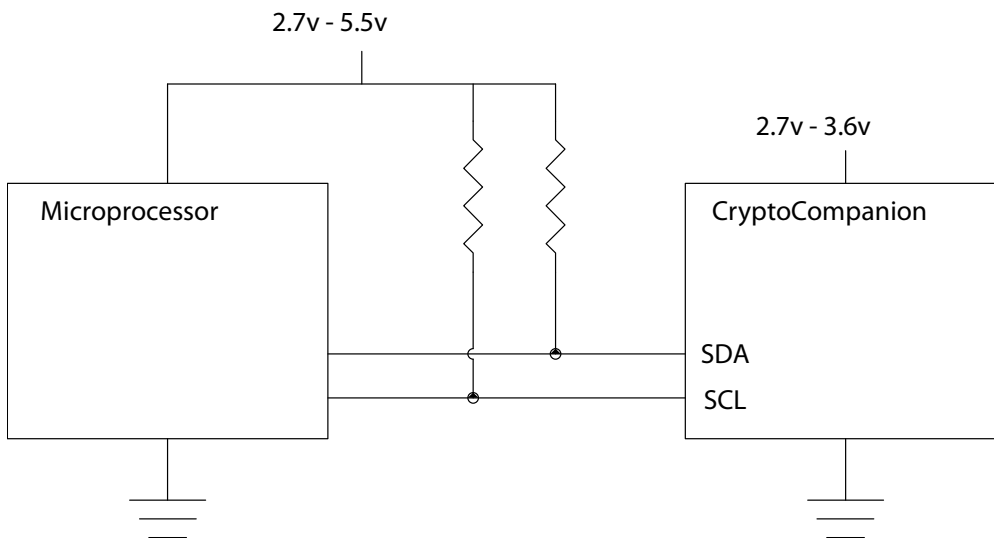 2.7v - 5.5v
2.7v - 3.6v
Microprocessor
CryptoCompanion
SDA
SCL